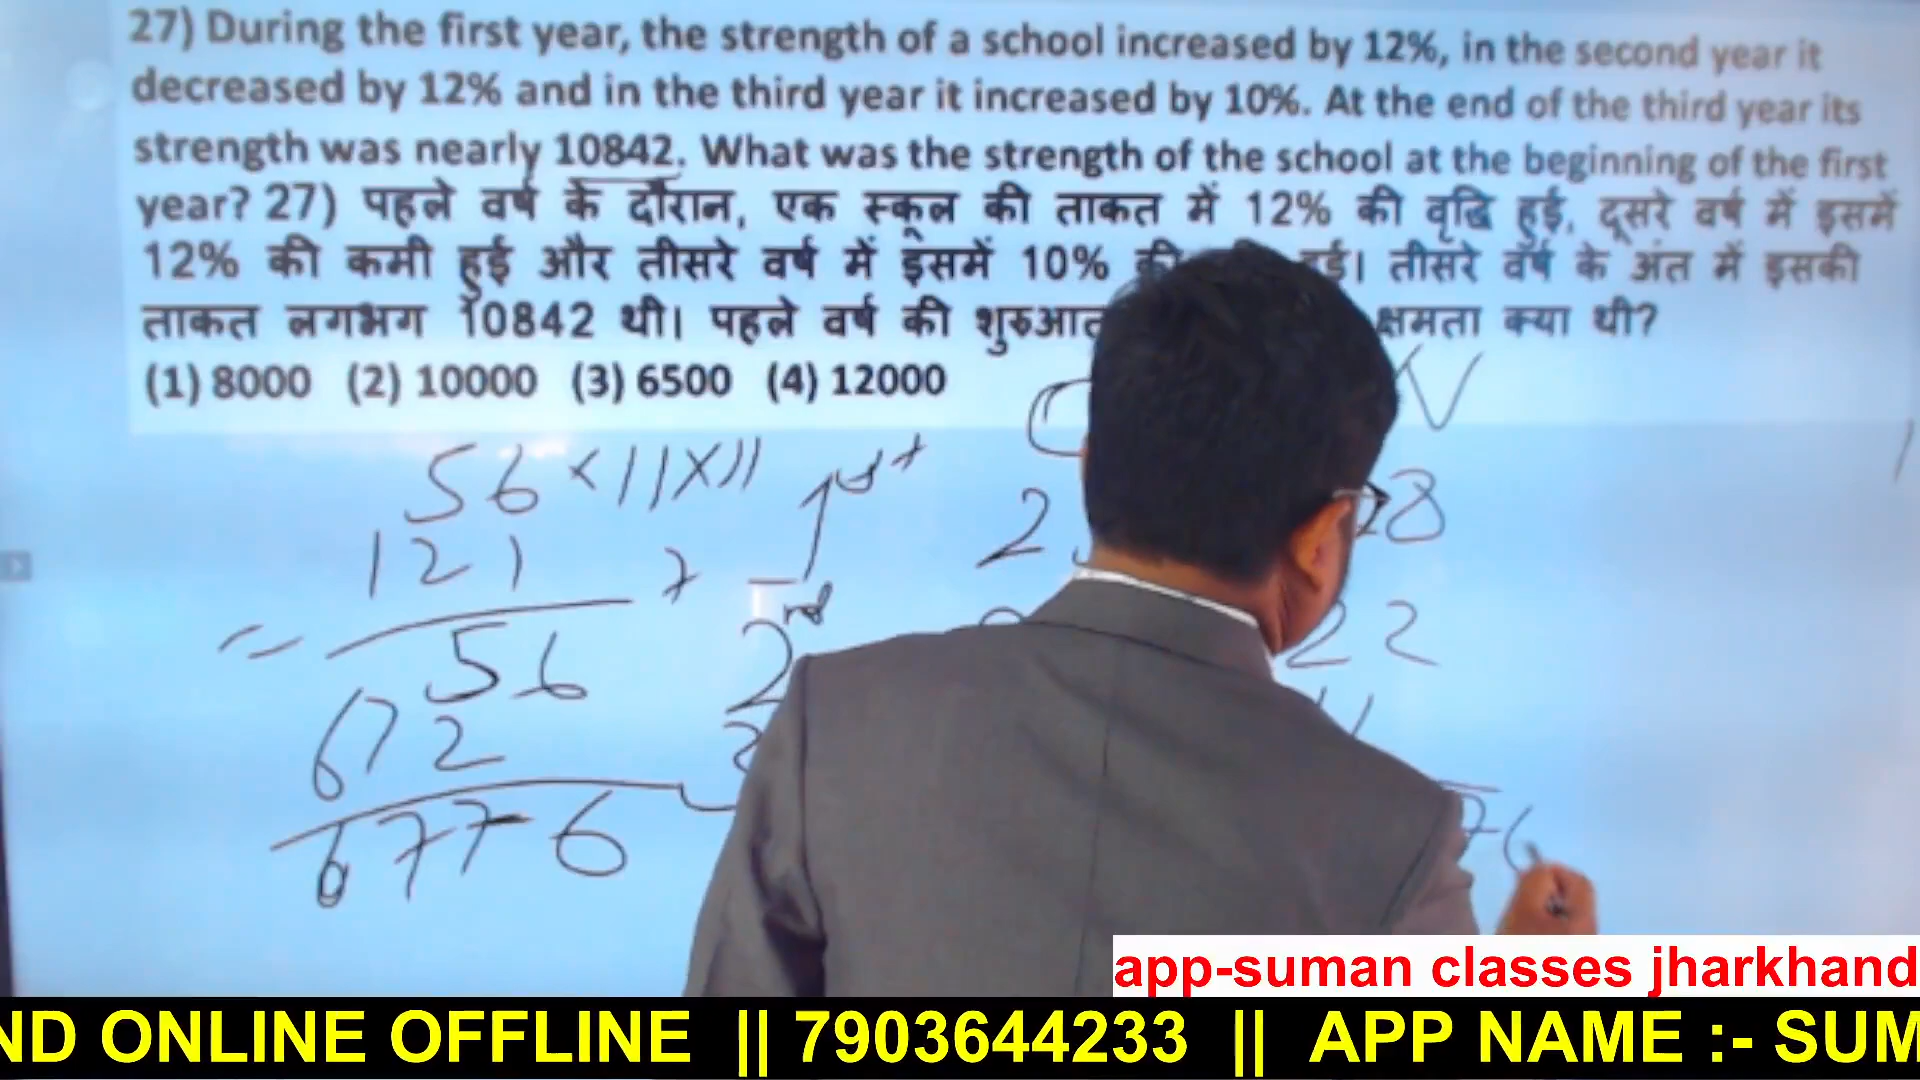 27) During the first year, the strength of a school increased by 12%, in the second year it
decreased by 12% and in the third year it increased by 10%. At the end of the third year its
strength was nearly 10842. What was the strength of the school at the beginning of the first
year? 27) पहले वर्ष के दौरान, एक स्कूल की ताकत में 12% की वृद्धि हुई, दूसरे वर्ष में इसमें
12% की कमी हुई और तीसरे वर्ष में इसमें 10% की हुई। तीसरे वर्ष के अंत में इसकी
ताकत लगभग 10842 थी। पहले वर्ष की शुरुआत क्षमता क्या थी?
(1) 8000 (2) 10000 (3) 6500 (4) 12000
56 × 11 × 11
1st
121
= 56
2nd
22
672
6776
app-suman classes jharkhand
ND ONLINE OFFLINE || 7903644233 || APP NAME :- SUM